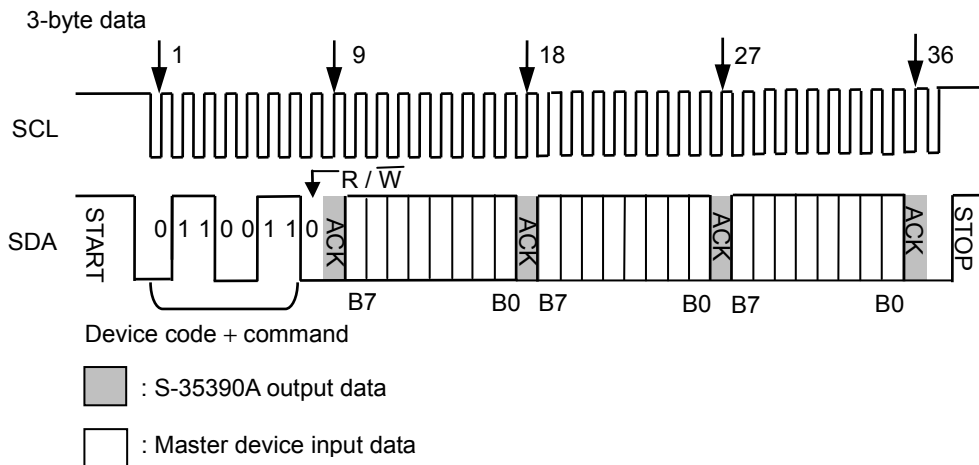 3-byte data
1 9 18 27 36
SCL
R / W̅
SDA
START 0 1 1 0 0 1 1 0 ACK ACK ACK ACK STOP
B7 B0 B7 B0 B7 B0
Device code + command
: S-35390A output data
: Master device input data